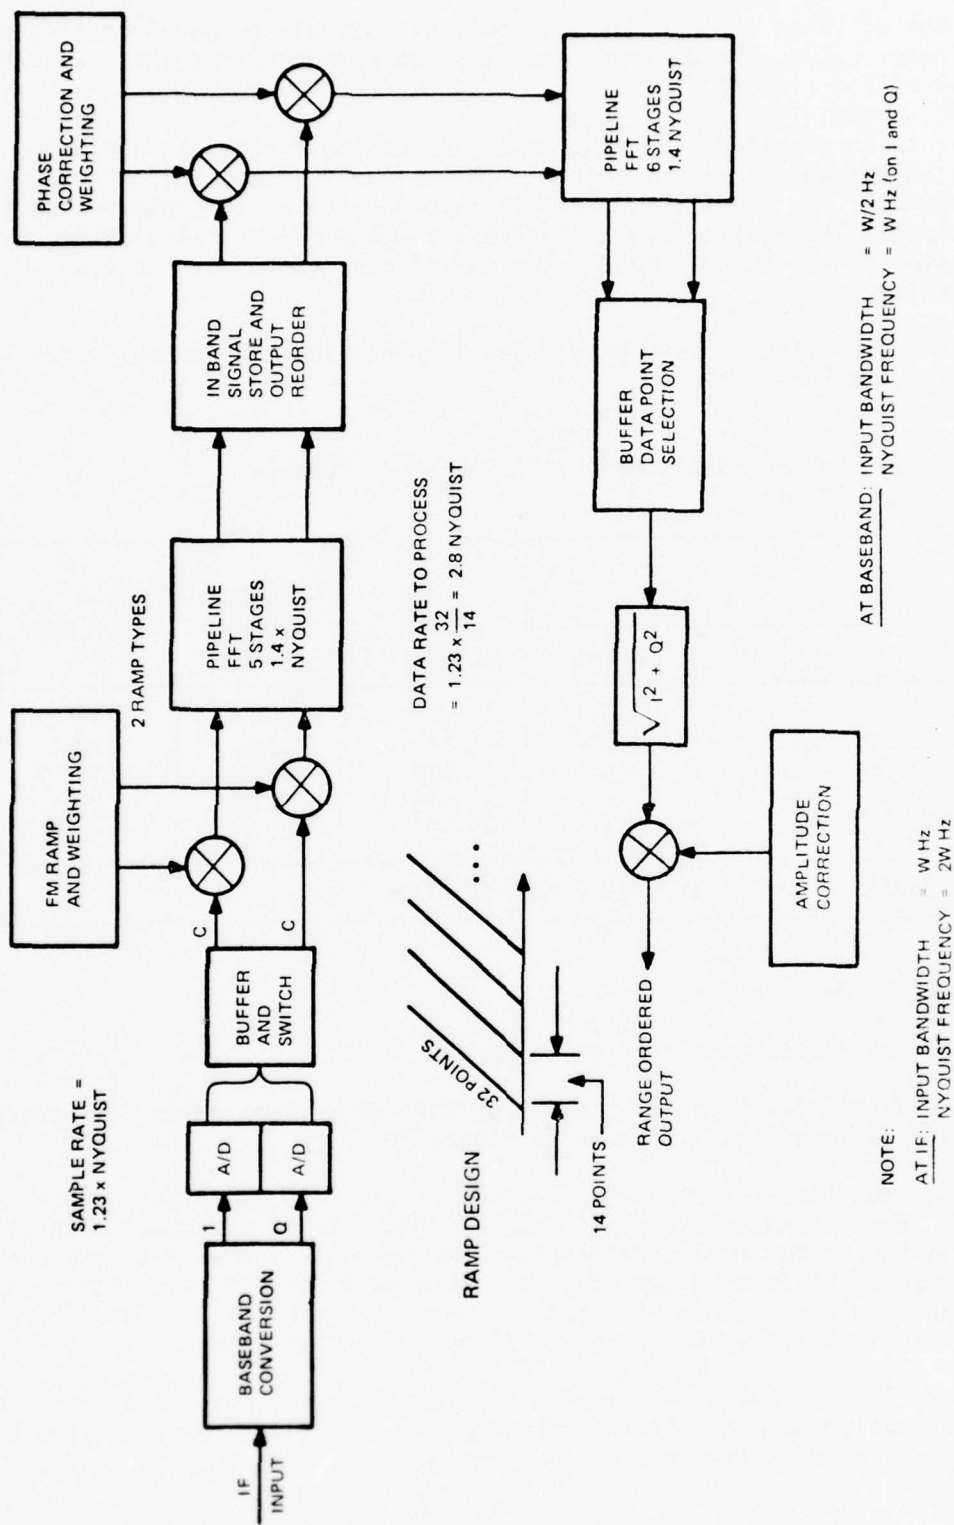 IF
INPUT
BASEBAND
CONVERSION
1
Q
A/D
A/D
SAMPLE RATE =
1.23 x NYQUIST
BUFFER
AND
SWITCH
C
C
FM RAMP
AND WEIGHTING
2 RAMP TYPES
PIPELINE
FFT
5 STAGES
1.4 x
NYQUIST
IN BAND
SIGNAL
STORE AND
OUTPUT
REORDER
PHASE
CORRECTION AND
WEIGHTING
PIPELINE
FFT
6 STAGES
1.4 NYQUIST
BUFFER
DATA POINT
SELECTION
√I² + Q²
AMPLITUDE
CORRECTION
RANGE ORDERED
OUTPUT
DATA RATE TO PROCESS
= 1.23 x 32/14 = 2.8 NYQUIST
RAMP DESIGN
32 POINTS
14 POINTS
...
NOTE:
AT IF: INPUT BANDWIDTH = W Hz
NYQUIST FREQUENCY = 2W Hz
AT BASEBAND: INPUT BANDWIDTH = W/2 Hz
NYQUIST FREQUENCY = W Hz (on I and Q)